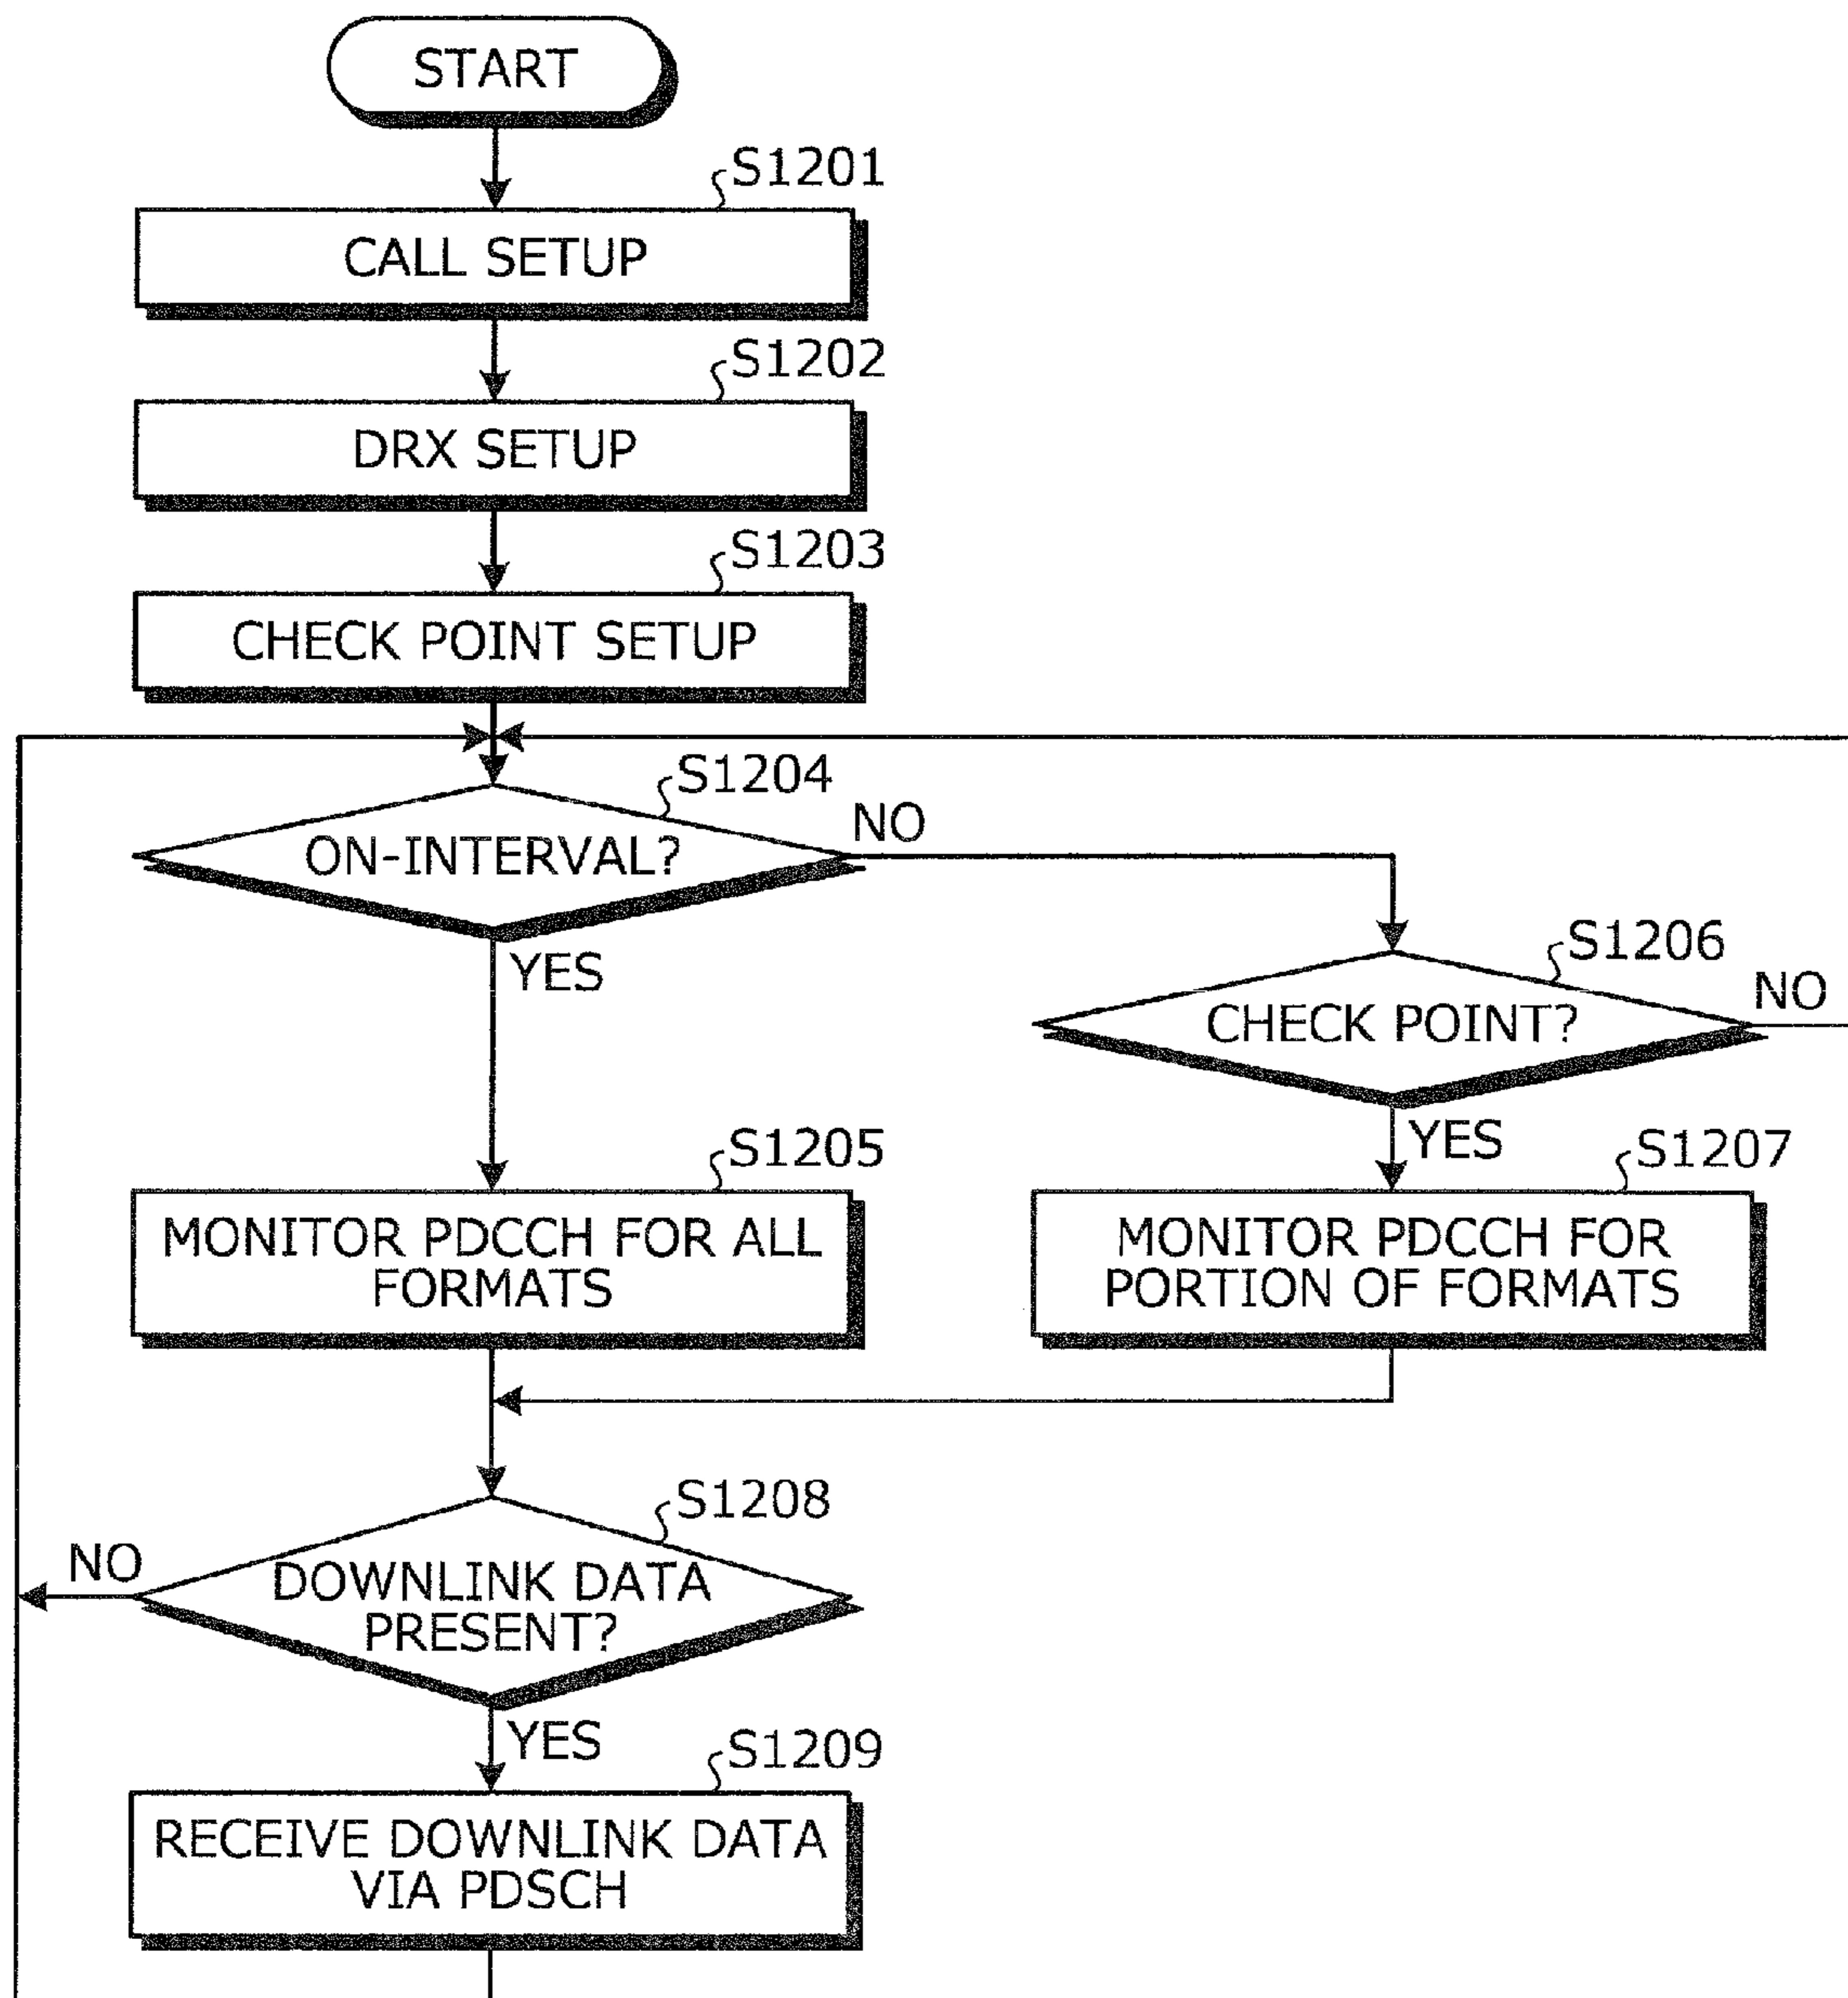 START
S1201
CALL SETUP
S1202
DRX SETUP
S1203
CHECK POINT SETUP
S1204
ON-INTERVAL?
NO
YES
S1206
CHECK POINT?
NO
YES
S1205
MONITOR PDCCH FOR ALL
FORMATS
S1207
MONITOR PDCCH FOR
PORTION OF FORMATS
S1208
DOWNLINK DATA
PRESENT?
NO
YES
S1209
RECEIVE DOWNLINK DATA
VIA PDSCH